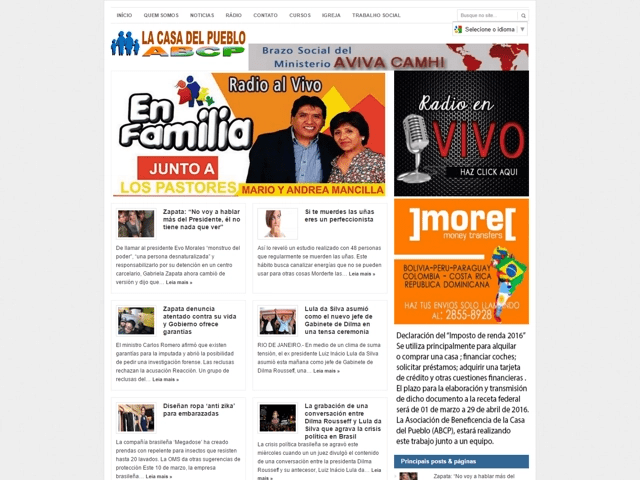 INÍCIO QUEM SOMOS NOTICIAS RÁDIO CONTATO CURSOS IGREJA TRABALHO SOCIAL
Buque no site...
Selecione o idioma ▼
LA CASA DEL PUEBLO
ABCP
Brazo Social del
Ministerio AVIVA CAMHI
Radio al Vivo
En
Familia
JUNTO A
LOS PASTORES
MARIO Y ANDREA MANCILLA
Radio en
VIVO
HAZ CLICK AQUI
]more[
money transfers
BOLIVIA-PERU-PARAGUAY
COLOMBIA - COSTA RICA
REPUBLICA DOMINICANA
HAZ TUS ENVIOS SOLO LLAMANDO
AL: 2855-8928
Zapata: “No voy a hablar
más del Presidente, él no
tiene nada que ver”
De llamar al presidente Evo Morales “monstruo del
poder”, “una persona desnaturalizada” y
responsabilizarlo por su detención en un centro
carcelario, Gabriela Zapata ahora cambió de
versión y dijo que… Leia mais »
Si te muerdes las uñas
eres un perfeccionista
Así lo reveló un estudio realizado con 48 personas
que regularmente se muerden las uñas. Este
hábito busca canalizar energías que no se pueden
usar para otras cosas Morderte las… Leia mais »
Zapata denuncia
atentado contra su vida
y Gobierno ofrece
garantías
El ministro Carlos Romero afirmó que existen
garantías para la imputada y abrió la posibilidad
de pedir una investigación forense. Las reclusas
rechazan la acusación Reacción. Un grupo de
reclusas del… Leia mais »
Lula da Silva asumió
como el nuevo jefe de
Gabinete de Dilma en
una tensa ceremonia
RIO DE JANEIRO.- En medio de un clima de suma
tensión, el ex presidente Luiz Inácio Lula da Silva
asumió esta mañana como jefe de Gabinete de
Dilma Rousseff, una… Leia mais »
Diseñan ropa ‘anti zika’ para
embarazadas
La compañía brasileña ‘Megadose’ ha creado
prendas con repelente para insectos que resisten
hasta 20 lavados. La OMS da otras sugerencias de
protección Este 10 de marzo, la empresa
brasileña…
La grabación de una
conversación entre
Dilma Rousseff y Lula da
Silva que agrava la crisis
política en Brasil
La crisis política brasileña se agravó este
miércoles cuando un juez divulgó el contenido
de una conversación entre la presidenta Dilma
Rousseff y su antecesor, Luiz Inácio Lula da…
Leia mais »
Declaración del "Imposto de renda 2016”
Se utiliza principalmente para alquilar
o comprar una casa ; financiar coches;
solicitar préstamos; adquirir una tarjeta
de crédito y otras cuestiones financieras .
El plazo para la elaboración y transmisión
de dicho documento a la receta federal
será de 01 de marzo a 29 de abril de 2016.
La Asociación de Beneficencia de la Casa
del Pueblo (ABCP), estará realizando
este trabajo junto a un equipo.
Principais posts & páginas
Zapata: "No voy a hablar más del